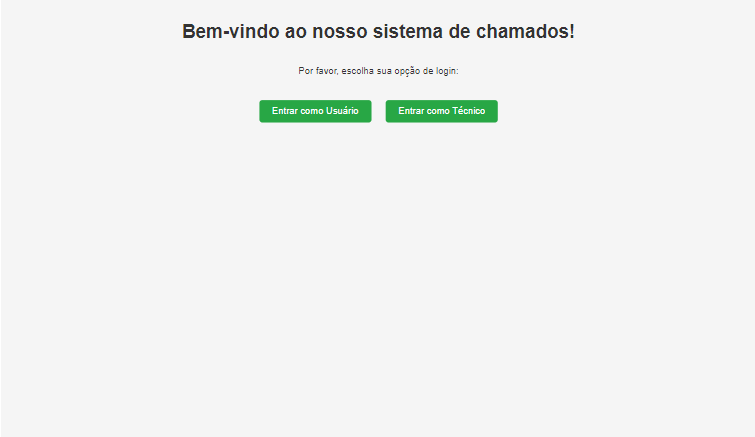 Bem-vindo ao nosso sistema de chamados!
Por favor, escolha sua opção de login:
Entrar como Usuário Entrar como Técnico